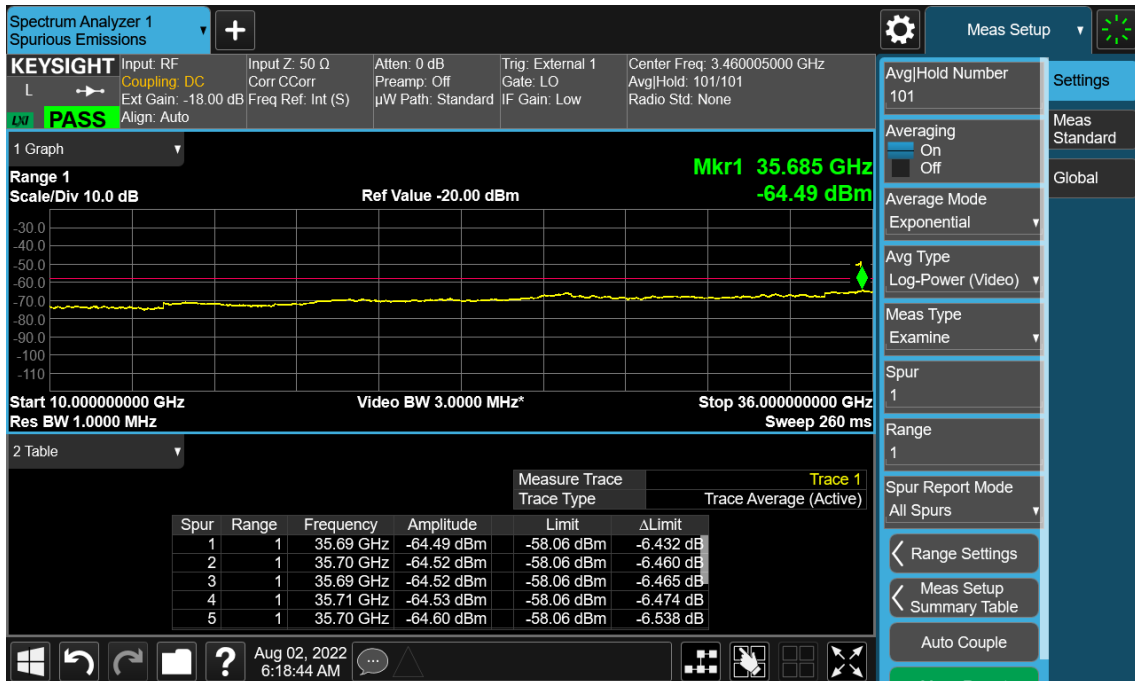 Spectrum Analyzer 1
Spurious Emissions
Meas Setup
KEYSIGHT
L
LXI PASS
Input: RF
Coupling: DC
Ext Gain: -18.00 dB
Align: Auto
Input Z: 50 Ω
Corr CCorr
Freq Ref: Int (S)
Atten: 0 dB
Preamp: Off
µW Path: Standard
Trig: External 1
Gate: LO
IF Gain: Low
Center Freq: 3.460005000 GHz
Avg|Hold: 101/101
Radio Std: None
1 Graph
Range 1
Scale/Div 10.0 dB
Ref Value -20.00 dBm
Mkr1 35.685 GHz
-64.49 dBm
-30.0
-40.0
-50.0
-60.0
-70.0
-80.0
-90.0
-100
-110
1
Start 10.000000000 GHz
Res BW 1.0000 MHz
Video BW 3.0000 MHz*
Stop 36.000000000 GHz
Sweep 260 ms
2 Table
Measure Trace Trace 1
Trace Type Trace Average (Active)
Spur Range Frequency Amplitude Limit ΔLimit
1 1 35.69 GHz -64.49 dBm -58.06 dBm -6.432 dB
2 1 35.70 GHz -64.52 dBm -58.06 dBm -6.460 dB
3 1 35.69 GHz -64.52 dBm -58.06 dBm -6.465 dB
4 1 35.71 GHz -64.53 dBm -58.06 dBm -6.474 dB
5 1 35.70 GHz -64.60 dBm -58.06 dBm -6.538 dB
?
Aug 02, 2022
6:18:44 AM
Avg|Hold Number
101
Averaging
On
Off
Average Mode
Exponential
Avg Type
Log-Power (Video)
Meas Type
Examine
Spur
1
Range
1
Spur Report Mode
All Spurs
Range Settings
Meas Setup
Summary Table
Auto Couple
Settings
Meas
Standard
Global